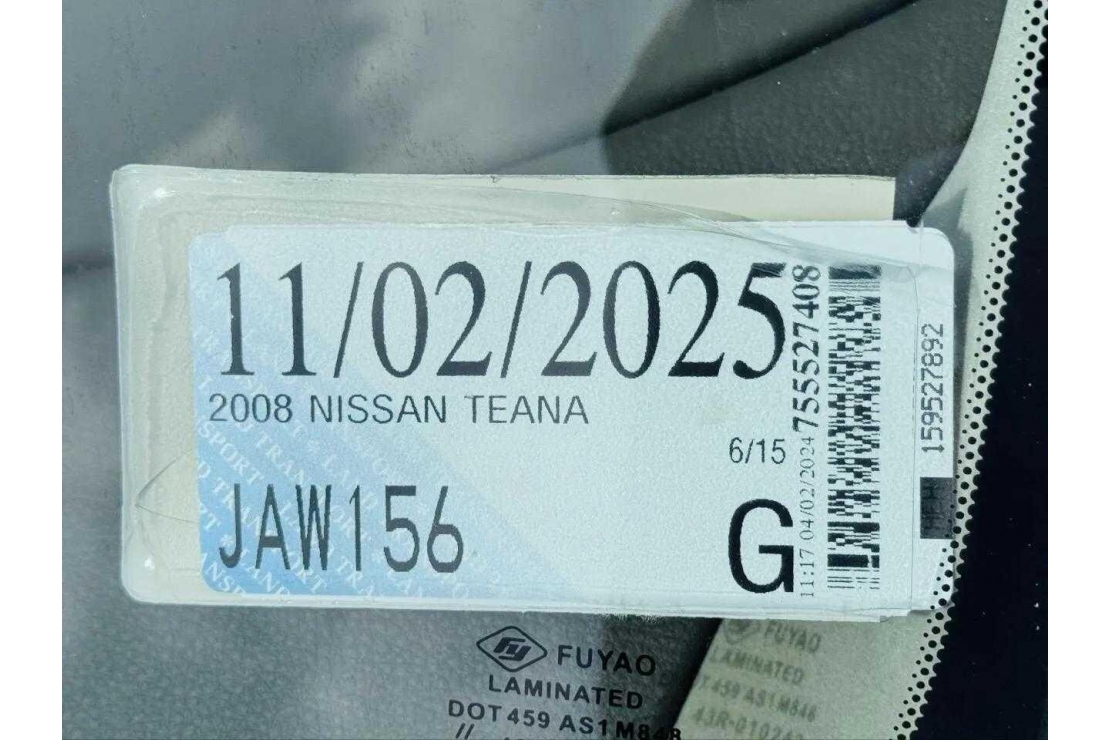 11/02/2025
2008 NISSAN TEANA
6/15
JAW156
G
11:17 04/02/2024
755527408
159527892
FUYAO
LAMINATED
DOT 459 AS1 M848
FUYAO
LAMINATED